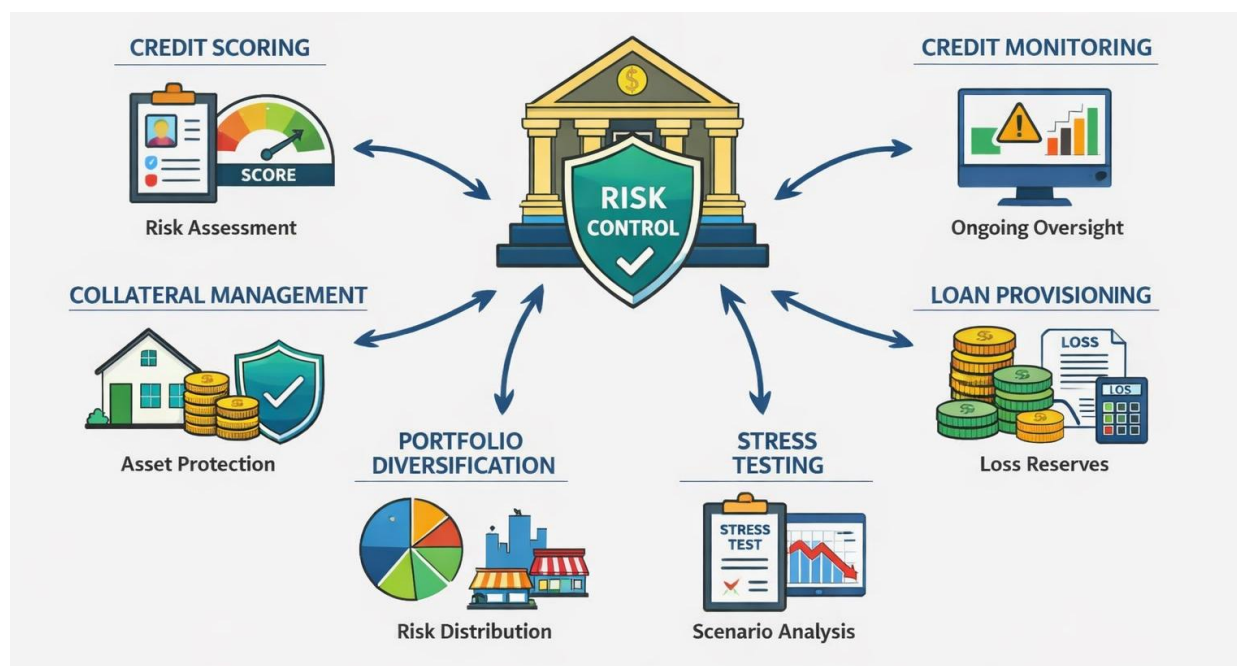 CREDIT SCORING
SCORE
Risk Assessment
RISK
CONTROL
CREDIT MONITORING
Ongoing Oversight
COLLATERAL MANAGEMENT
Asset Protection
LOAN PROVISIONING
LOSS
LOS
Loss Reserves
PORTFOLIO
DIVERSIFICATION
Risk Distribution
STRESS
TESTING
STRESS
TEST
Scenario Analysis